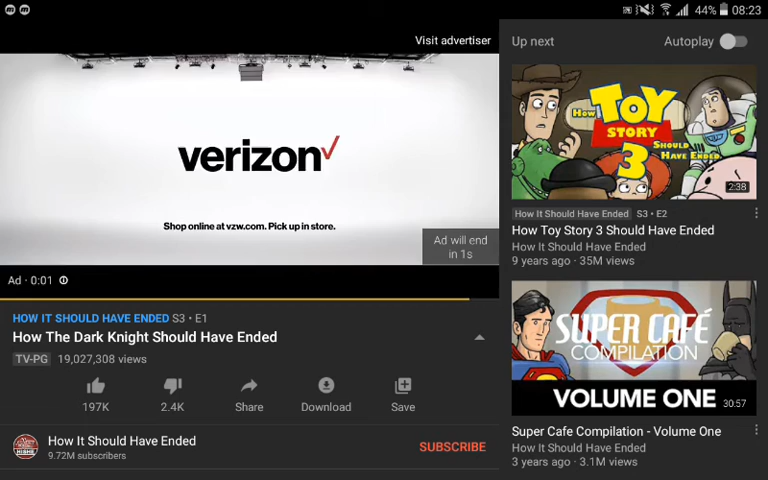 44% 08:23
Visit advertiser
verizon
Shop online at vzw.com. Pick up in store.
Ad will end
in 1s
Ad · 0:01
HOW IT SHOULD HAVE ENDED S3 • E1
How The Dark Knight Should Have Ended
TV-PG 19,027,308 views
197K
2.4K
Share
Download
Save
How It Should Have Ended
9.72M subscribers
SUBSCRIBE
Up next
Autoplay
How
TOY
STORY
3
Should
Have Ended
2:38
How It Should Have Ended S3 • E2
How Toy Story 3 Should Have Ended
How It Should Have Ended
9 years ago · 35M views
SUPER CAFÉ
COMPILATION
VOLUME ONE
30:57
Super Cafe Compilation - Volume One
How It Should Have Ended
3 years ago · 3.1M views